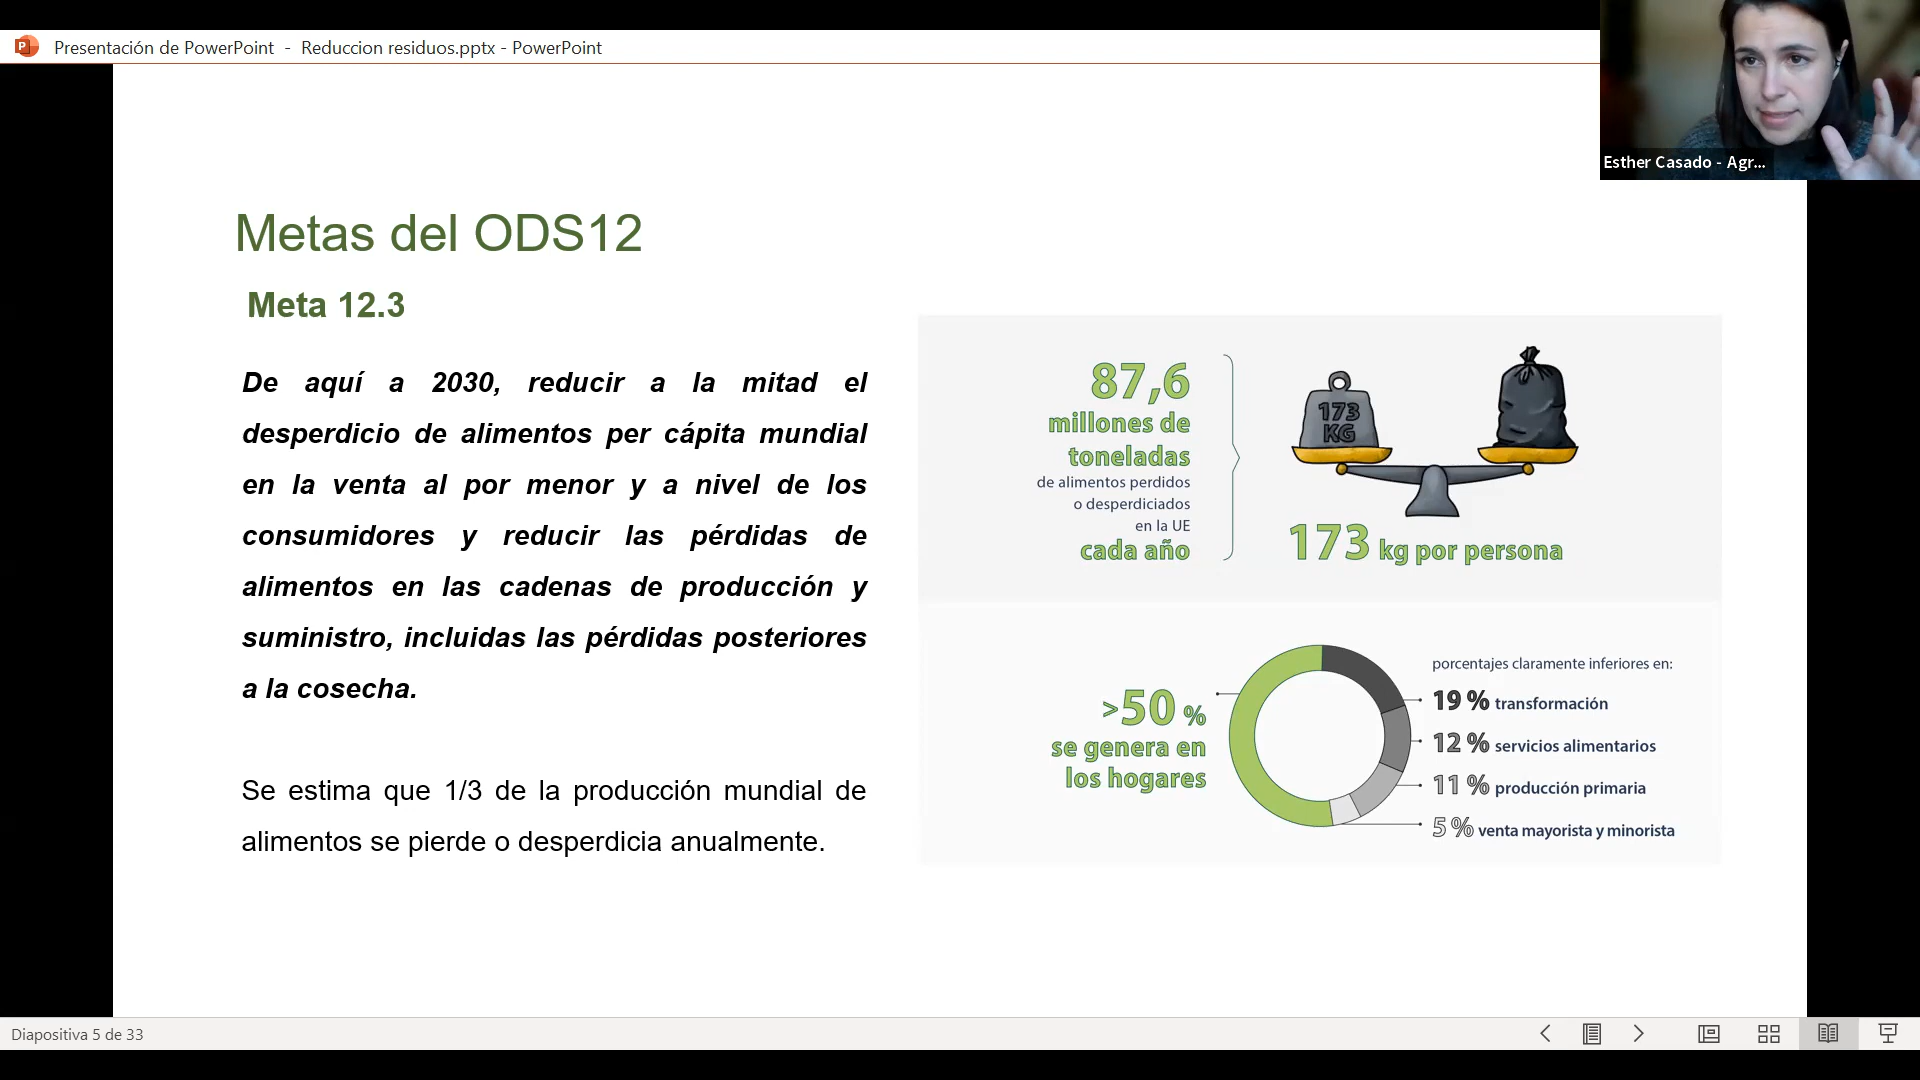 Presentación de PowerPoint - Reduccion residuos.pptx - PowerPoint
Esther Casado - Agr...
Metas del ODS12
Meta 12.3
De aquí a 2030, reducir a la mitad el
desperdicio de alimentos per cápita mundial
en la venta al por menor y a nivel de los
consumidores y reducir las pérdidas de
alimentos en las cadenas de producción y
suministro, incluidas las pérdidas posteriores
a la cosecha.
Se estima que 1/3 de la producción mundial de
alimentos se pierde o desperdicia anualmente.
87,6
millones de
toneladas
de alimentos perdidos
o desperdiciados
en la UE
cada año
173
KG
173 kg por persona
>50 %
se genera en
los hogares
porcentajes claramente inferiores en:
19 % transformación
12 % servicios alimentarios
11 % producción primaria
5 % venta mayorista y minorista
Diapositiva 5 de 33